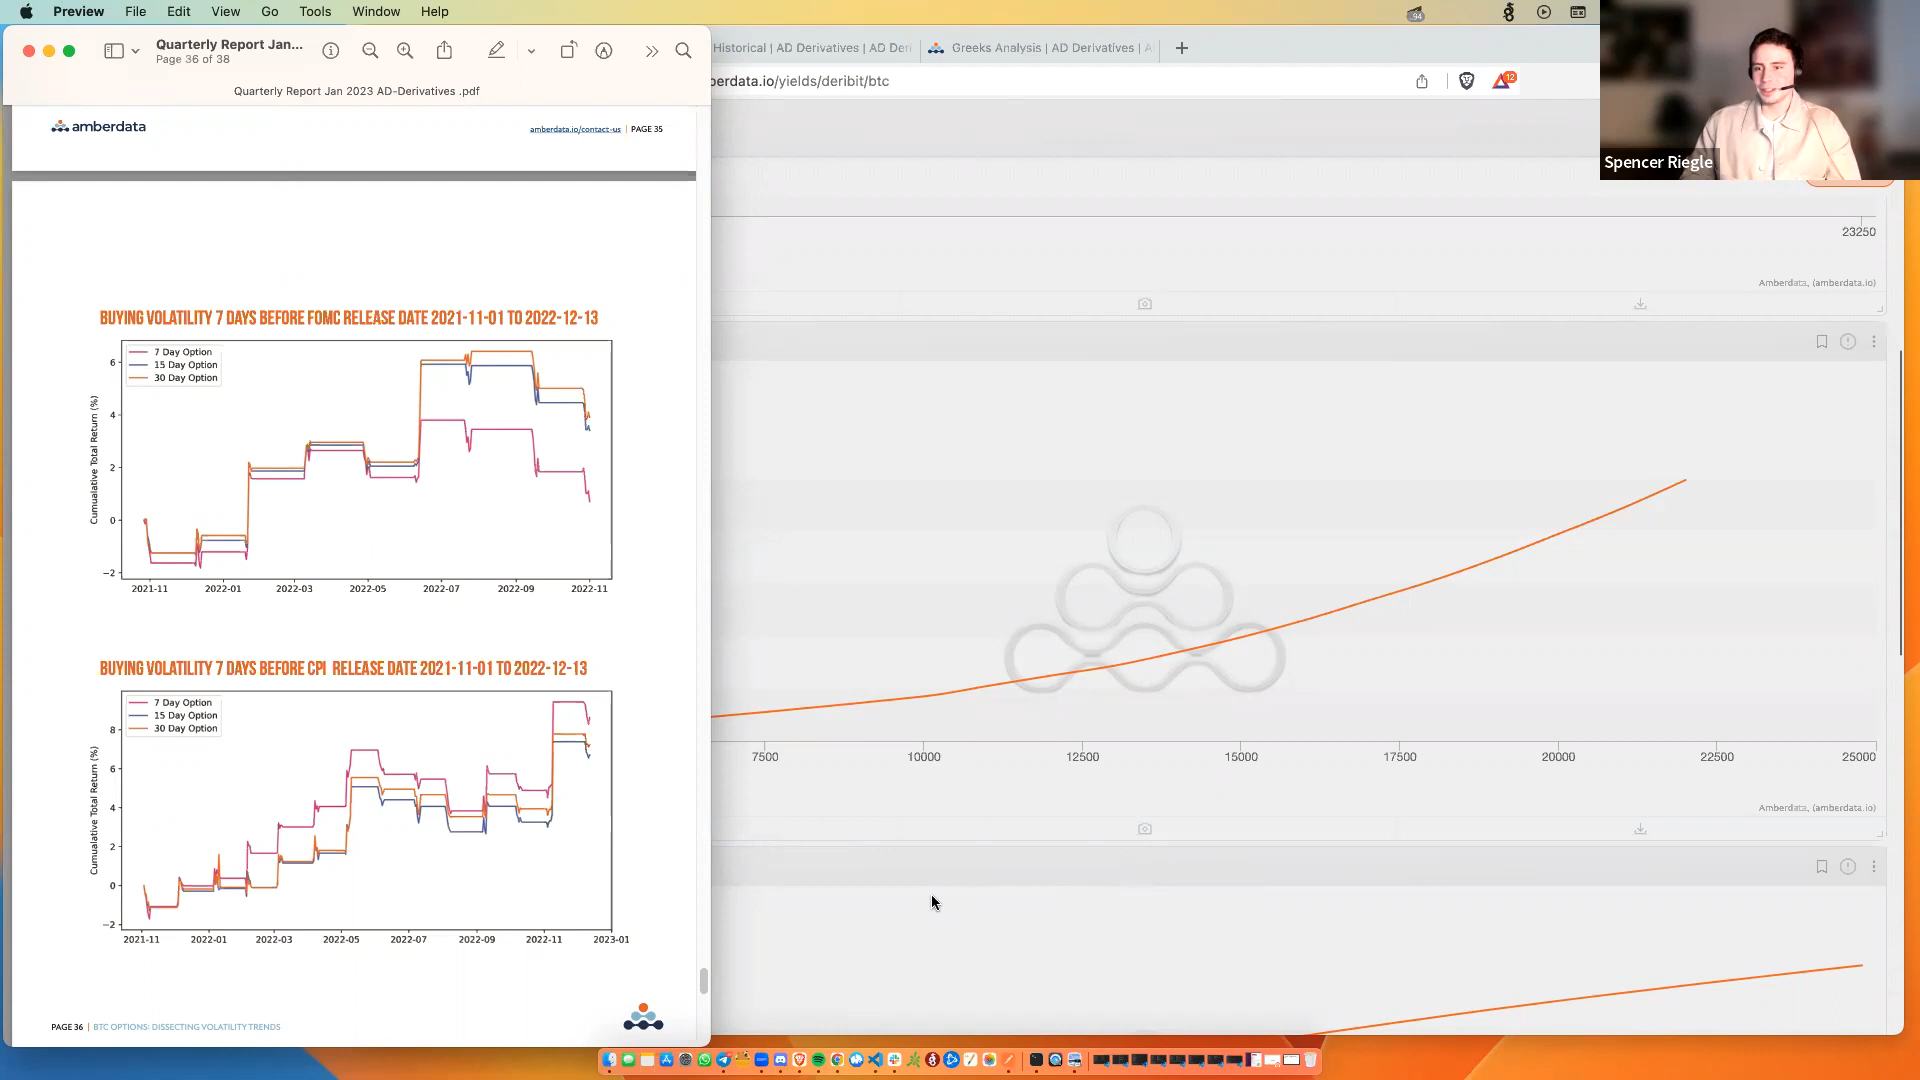 Preview File Edit View Go Tools Window Help
94
Quarterly Report Jan...
Page 36 of 38
Quarterly Report Jan 2023 AD-Derivatives .pdf
Historical | AD Derivatives | AD Der
Greeks Analysis | AD Derivatives | A
berdata.io/yields/deribit/btc
12
Spencer Riegle
amberdata
amberdata.io/contact-us | PAGE 35
BUYING VOLATILITY 7 DAYS BEFORE FOMC RELEASE DATE 2021-11-01 TO 2022-12-13
7 Day Option
15 Day Option
30 Day Option
Cumualative Total Return (%)
6
4
2
0
−2
2021-11 2022-01 2022-03 2022-05 2022-07 2022-09 2022-11
BUYING VOLATILITY 7 DAYS BEFORE CPI RELEASE DATE 2021-11-01 TO 2022-12-13
7 Day Option
15 Day Option
30 Day Option
Cumualative Total Return (%)
8
6
4
2
0
−2
2021-11 2022-01 2022-03 2022-05 2022-07 2022-09 2022-11 2023-01
PAGE 36 | BTC OPTIONS: DISSECTING VOLATILITY TRENDS
23250
Amberdata, (amberdata.io)
7500 10000 12500 15000 17500 20000 22500 25000
Amberdata, (amberdata.io)